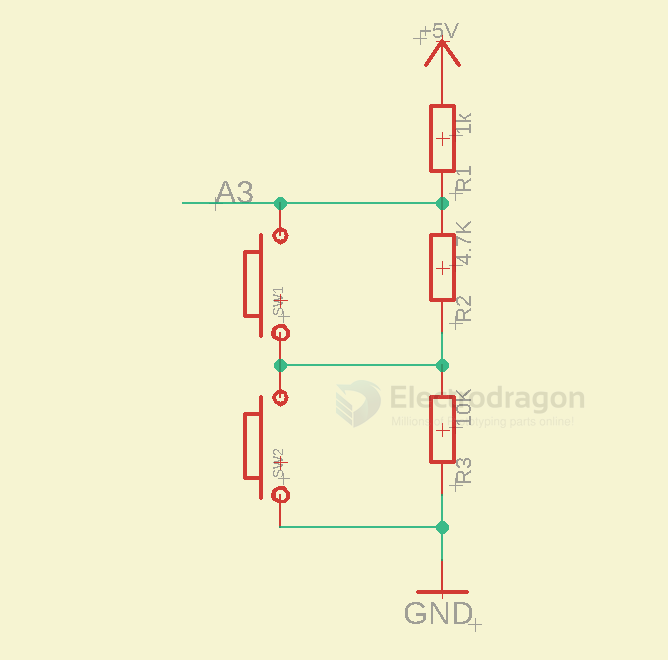 +5V
1k
R1
A3
4.7K
SW1
R2
Electrodragon
10K
Millions of prototyping parts online!
SW2
R3
GND